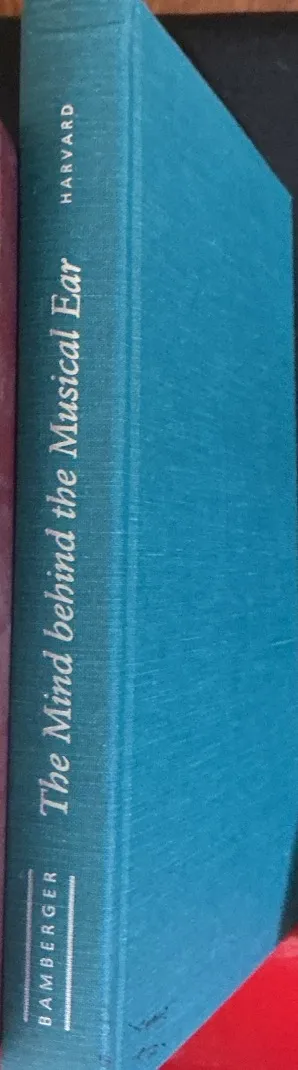 BAMBERGER
The Mind behind the Musical Ear
HARVARD